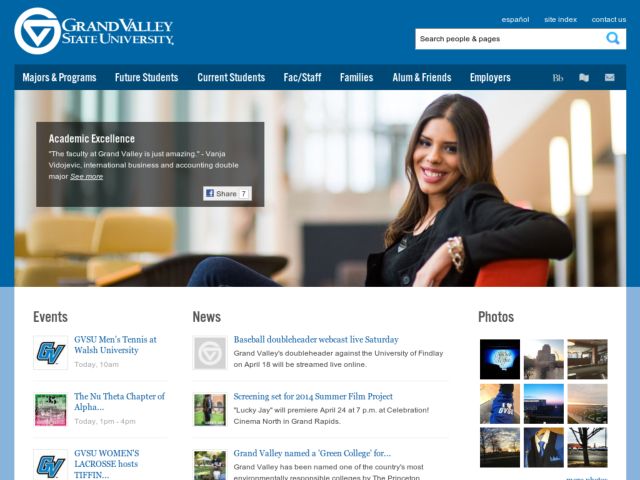 GRAND VALLEY
STATE UNIVERSITY
español site index contact us
Search people & pages
Majors & Programs Future Students Current Students Fac/Staff Families Alum & Friends Employers Bb
Academic Excellence
"The faculty at Grand Valley is just amazing." - Vanja
Vidojevic, international business and accounting double
major See more
Share 7
Events
GVSU Men's Tennis at
Walsh University
Today, 10am
The Nu Theta Chapter of
Alpha...
Today, 1pm - 4pm
GVSU WOMEN'S
LACROSSE hosts
TIFFIN...
News
Baseball doubleheader webcast live Saturday
Grand Valley's doubleheader against the University of Findlay
on April 18 will be streamed live online.
Screening set for 2014 Summer Film Project
"Lucky Jay" will premiere April 24 at 7 p.m. at Celebration!
Cinema North in Grand Rapids.
Grand Valley named a 'Green College' for...
Grand Valley has been named one of the country's most
environmentally responsible colleges by The Princeton
Photos
more photos